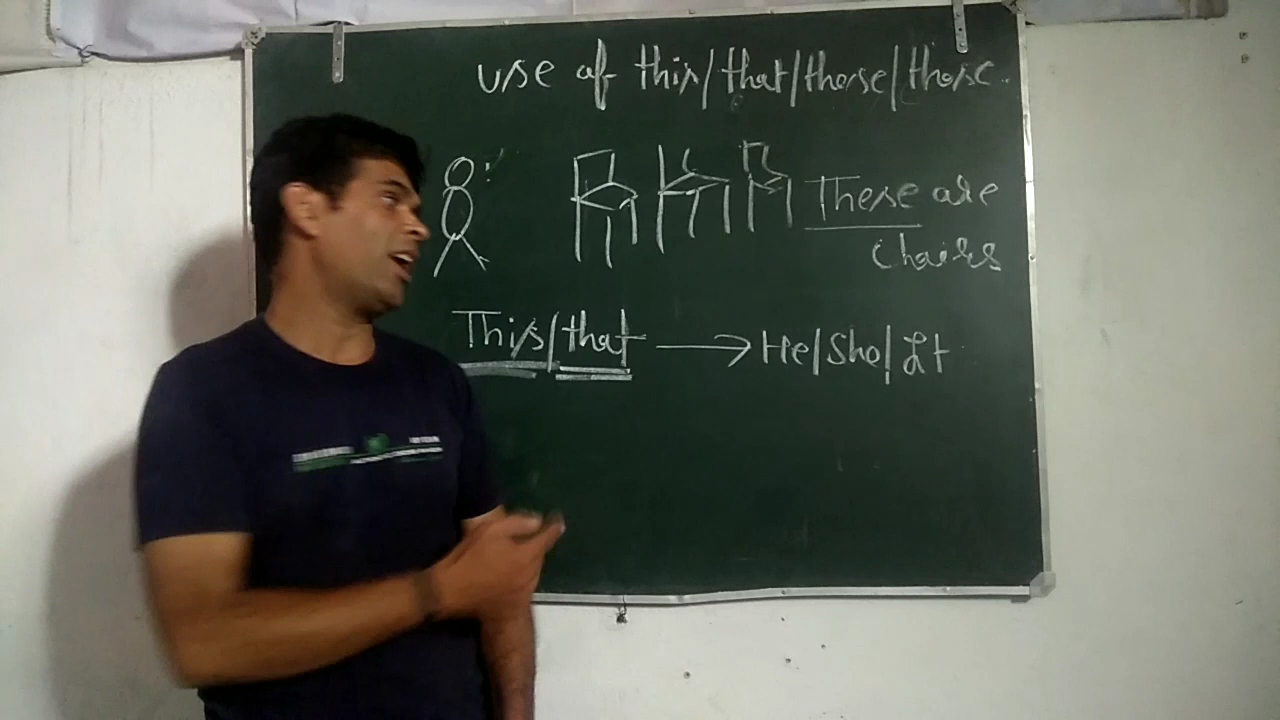 use of this/that/these/those.
These are
chairs
This/that → He/She/It